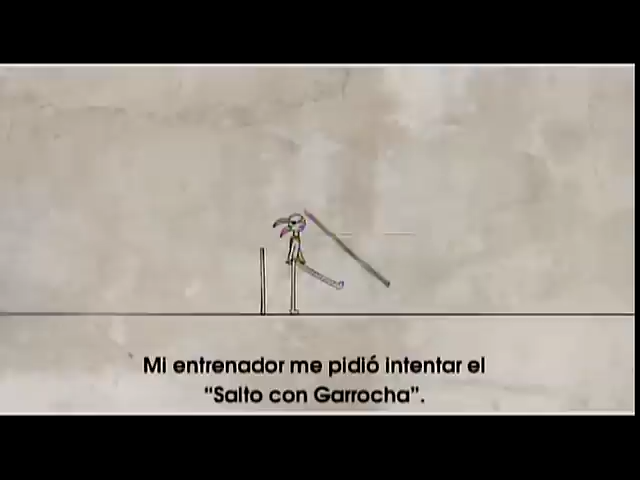 Mi entrenador me pidió intentar el
“Salto con Garrocha”.